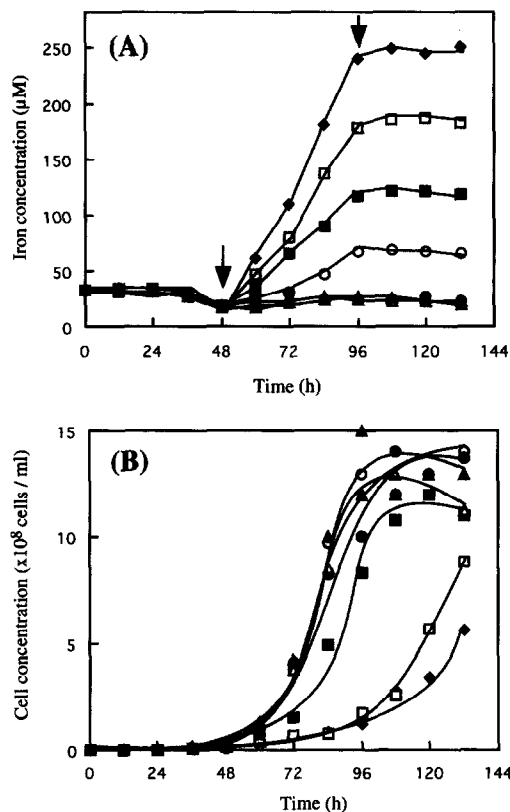 (A)
Iron concentration (µM)
250
200
150
100
50
0
0 24 48 72 96 120 144
Time (h)
(B)
Cell concentration (x10⁸ cells / ml)
15
10
5
0
0 24 48 72 96 120 144
Time (h)